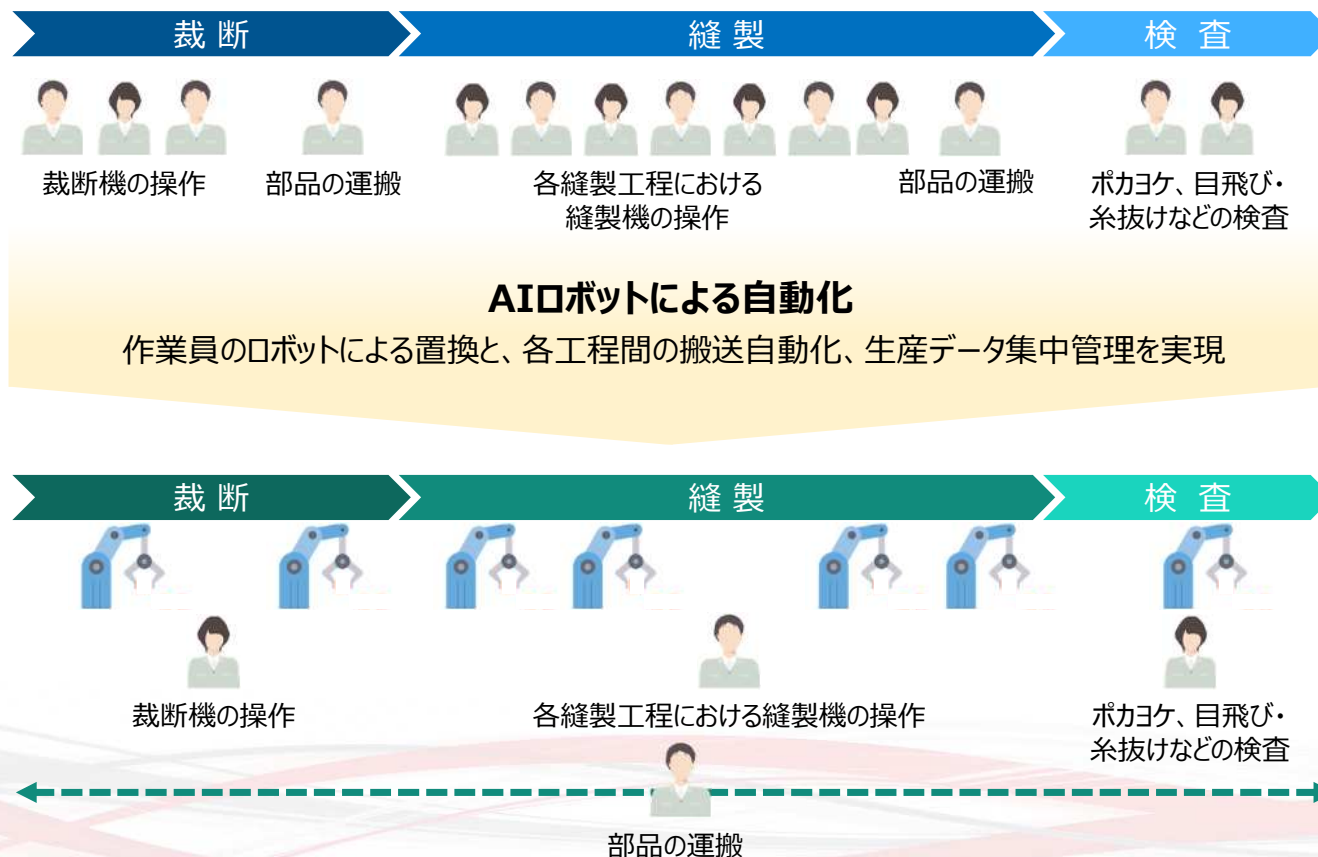 裁断
縫製
検査
裁断機の操作
部品の運搬
各縫製工程における
縫製機の操作
部品の運搬
ポカヨケ、目飛び・
糸抜けなどの検査
AIロボットによる自動化
作業員のロボットによる置換と、各工程間の搬送自動化、生産データ集中管理を実現
裁断
縫製
検査
裁断機の操作
各縫製工程における縫製機の操作
ポカヨケ、目飛び・
糸抜けなどの検査
部品の運搬